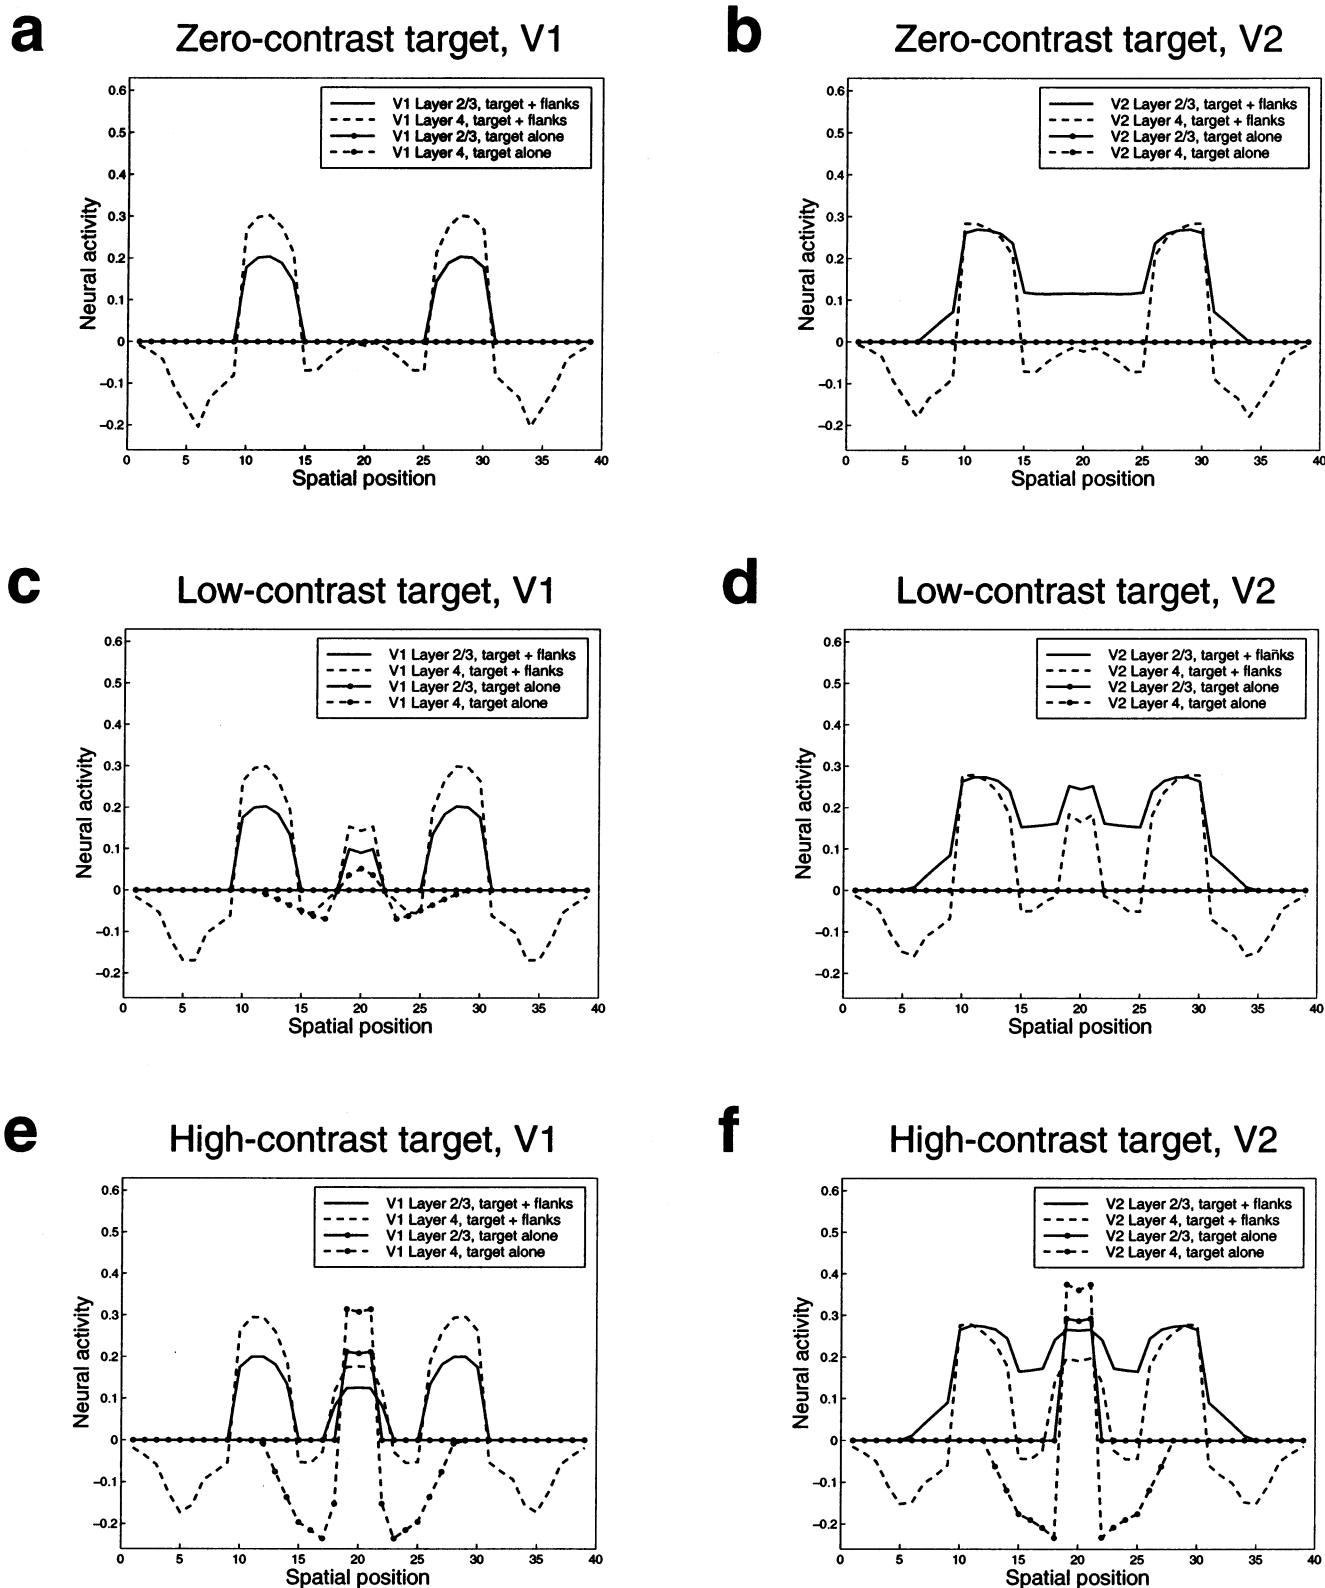 a
Zero-contrast target, V1
0.6
0.5
0.4
0.3
0.2
0.1
0
−0.1
−0.2
Neural activity
V1 Layer 2/3, target + flanks
V1 Layer 4, target + flanks
V1 Layer 2/3, target alone
V1 Layer 4, target alone
0 5 10 15 20 25 30 35 40
Spatial position
b
Zero-contrast target, V2
0.6
0.5
0.4
0.3
0.2
0.1
0
−0.1
−0.2
Neural activity
V2 Layer 2/3, target + flanks
V2 Layer 4, target + flanks
V2 Layer 2/3, target alone
V2 Layer 4, target alone
0 5 10 15 20 25 30 35 40
Spatial position
c
Low-contrast target, V1
0.6
0.5
0.4
0.3
0.2
0.1
0
−0.1
−0.2
Neural activity
V1 Layer 2/3, target + flanks
V1 Layer 4, target + flanks
V1 Layer 2/3, target alone
V1 Layer 4, target alone
0 5 10 15 20 25 30 35 40
Spatial position
d
Low-contrast target, V2
0.6
0.5
0.4
0.3
0.2
0.1
0
−0.1
−0.2
Neural activity
V2 Layer 2/3, target + flanks
V2 Layer 4, target + flanks
V2 Layer 2/3, target alone
V2 Layer 4, target alone
0 5 10 15 20 25 30 35 40
Spatial position
e
High-contrast target, V1
0.6
0.5
0.4
0.3
0.2
0.1
0
−0.1
−0.2
Neural activity
V1 Layer 2/3, target + flanks
V1 Layer 4, target + flanks
V1 Layer 2/3, target alone
V1 Layer 4, target alone
0 5 10 15 20 25 30 35 40
Spatial position
f
High-contrast target, V2
0.6
0.5
0.4
0.3
0.2
0.1
0
−0.1
−0.2
Neural activity
V2 Layer 2/3, target + flanks
V2 Layer 4, target + flanks
V2 Layer 2/3, target alone
V2 Layer 4, target alone
0 5 10 15 20 25 30 35 40
Spatial position